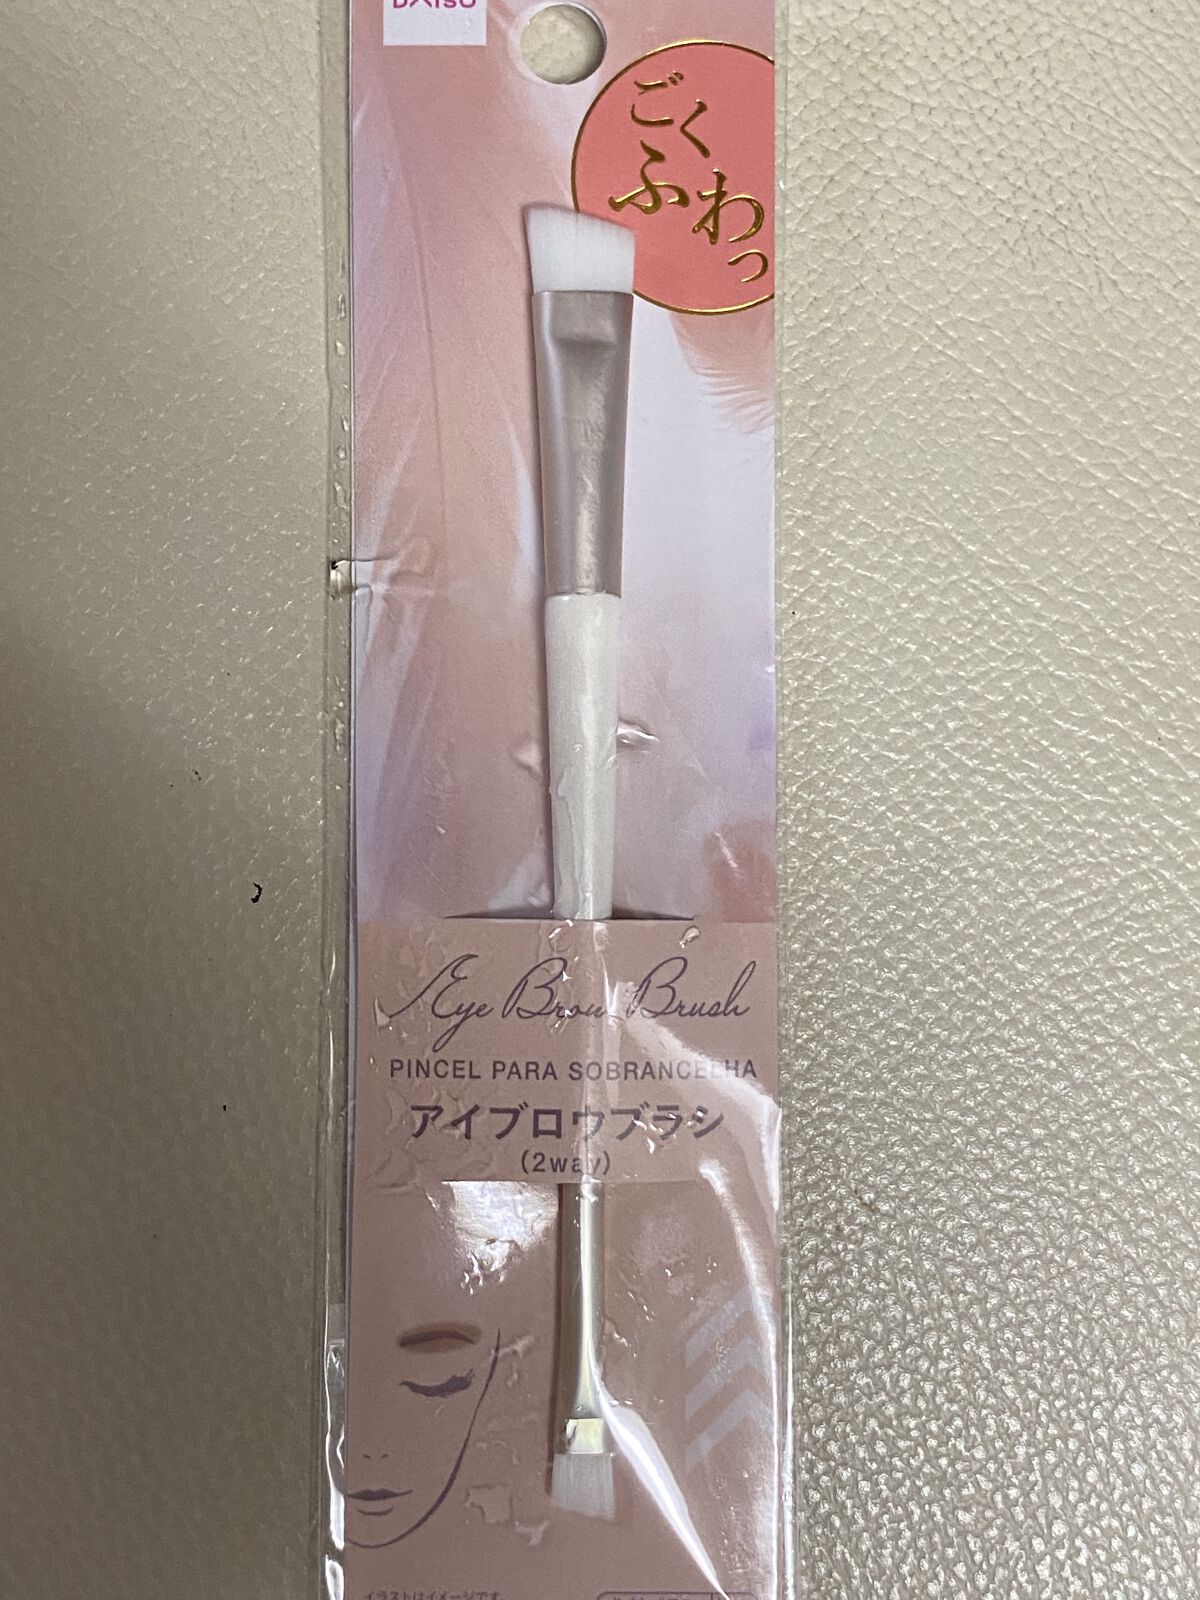 DAISO
ごく
ふわっ
Eye Brow Brush
PINCEL PARA SOBRANCELHA
アイブロウブラシ
(2way)
イラストはイメージです。